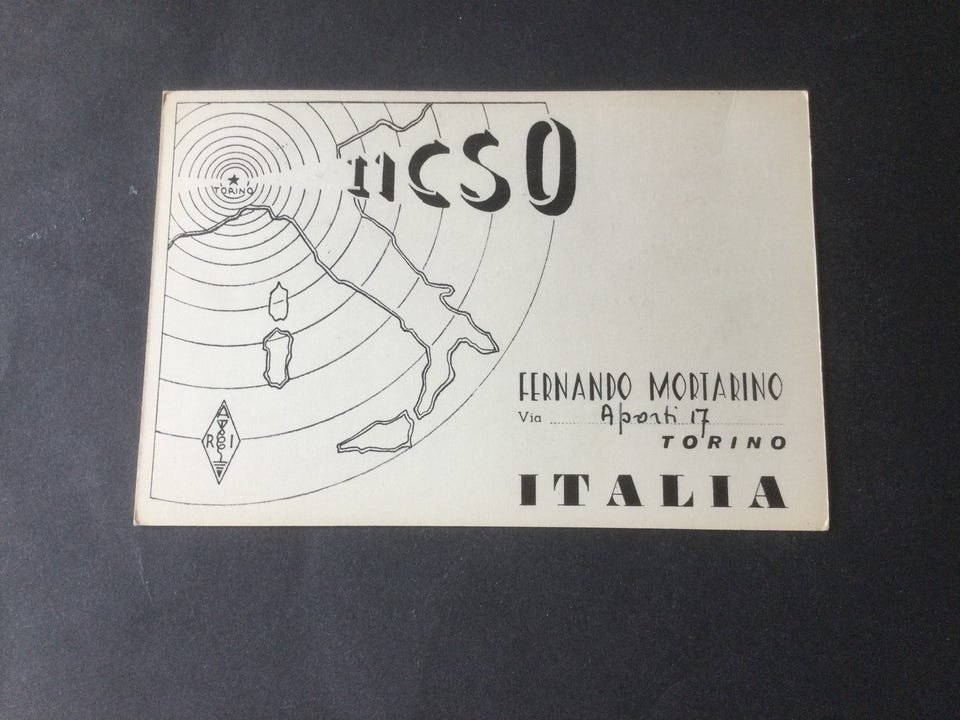 I1CSO
TORINO
FERNANDO MORTARINO
Via Aporti 17
TORINO
ITALIA
A
R I